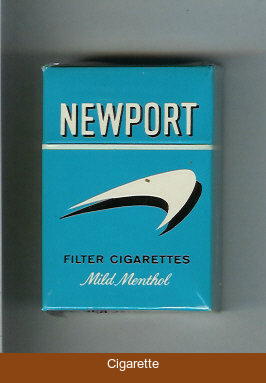 NEWPORT
FILTER CIGARETTES
Mild Menthol
Cigarette